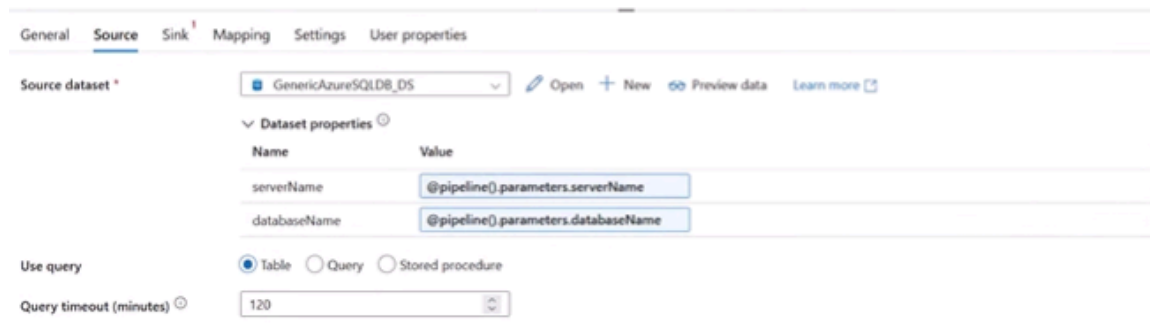 General Source Sink 1 Mapping Settings User properties
Source dataset * GenericAzureSQLDB_DS Open New Preview data Learn more
Dataset properties
Name Value
serverName @pipeline().parameters.serverName
databaseName @pipeline().parameters.databaseName
Use query Table Query Stored procedure
Query timeout (minutes) 120